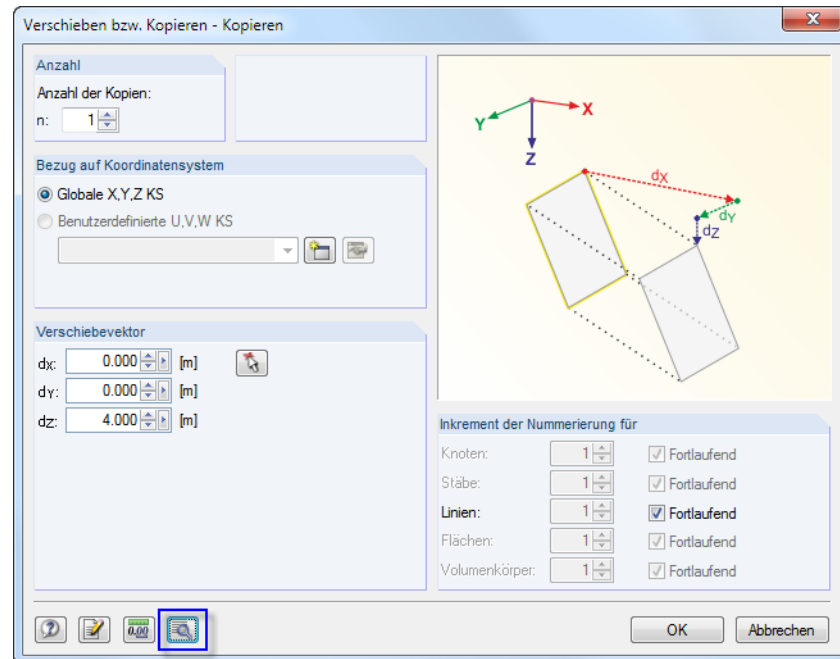 Verschieben bzw. Kopieren - Kopieren
x
Anzahl
Anzahl der Kopien:
n: 1
Bezug auf Koordinatensystem
Globale X,Y,Z KS
Benutzerdefinierte U,V,W KS
Verschiebevektor
dX: 0.000 [m]
dY: 0.000 [m]
dZ: 4.000 [m]
X
Y
Z
dX
dY
dZ
Inkrement der Nummerierung für
Knoten: 1 Fortlaufend
Stäbe: 1 Fortlaufend
Linien: 1 Fortlaufend
Flächen: 1 Fortlaufend
Volumenkörper: 1 Fortlaufend
0.00
OK
Abbrechen